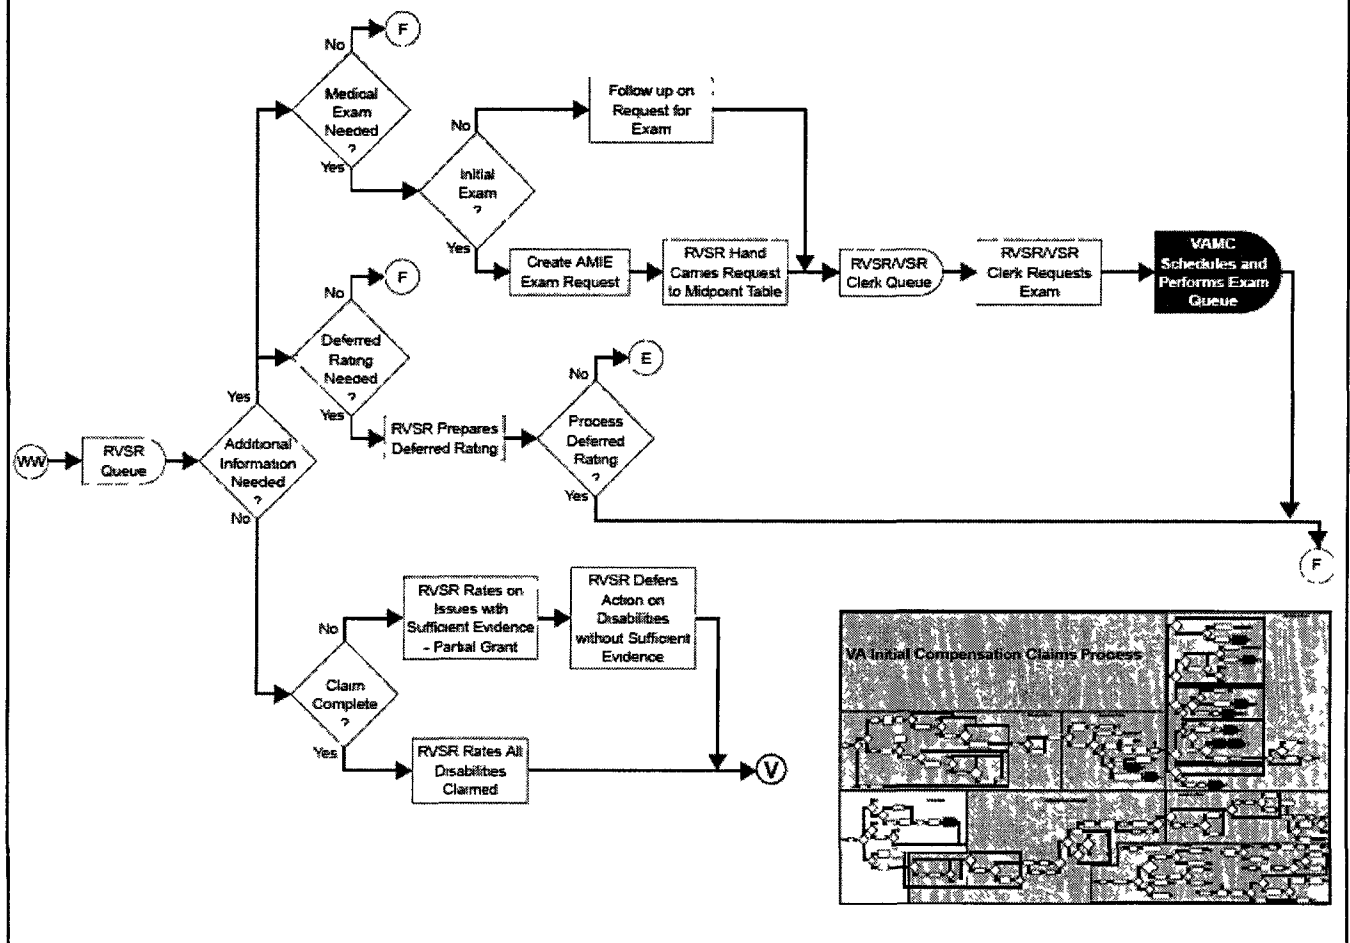 F
No
Medical
Exam
Needed
?
Yes
No
Initial
Exam
?
Yes
Follow up on
Request for
Exam
Create AMIE
Exam Request
RVSR Hand
Carries Request
to Midpoint Table
RVSR/VSR
Clerk Queue
RVSR/VSR
Clerk Requests
Exam
VAMC
Schedules and
Performs Exam
Queue
F
No
Deferred
Rating
Needed
?
Yes
RVSR Prepares
Deferred Rating
E
No
Process
Deferred
Rating
?
Yes
F
WW
RVSR
Queue
Yes
Additional
Information
Needed
?
No
No
Claim
Complete
?
Yes
RVSR Rates on
Issues with
Sufficient Evidence
- Partial Grant
RVSR Defers
Action on
Disabilities
without Sufficient
Evidence
RVSR Rates All
Disabilities
Claimed
V
VA Initial Compensation Claims Process